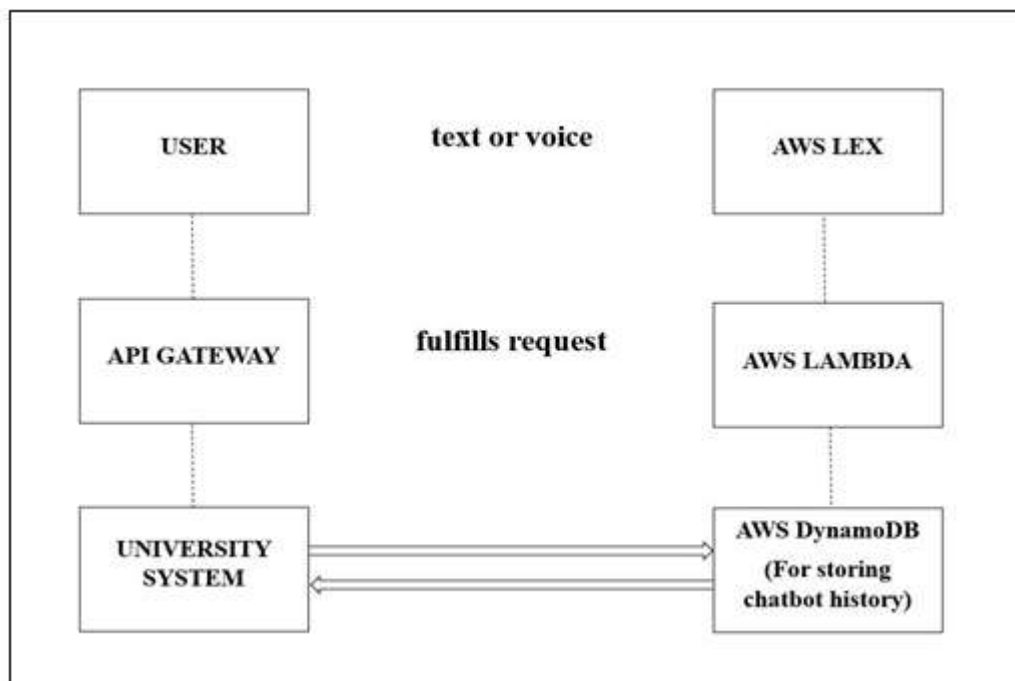 USER
text or voice
AWS LEX
API GATEWAY
fulfills request
AWS LAMBDA
UNIVERSITY
SYSTEM
AWS DynamoDB
(For storing
chatbot history)